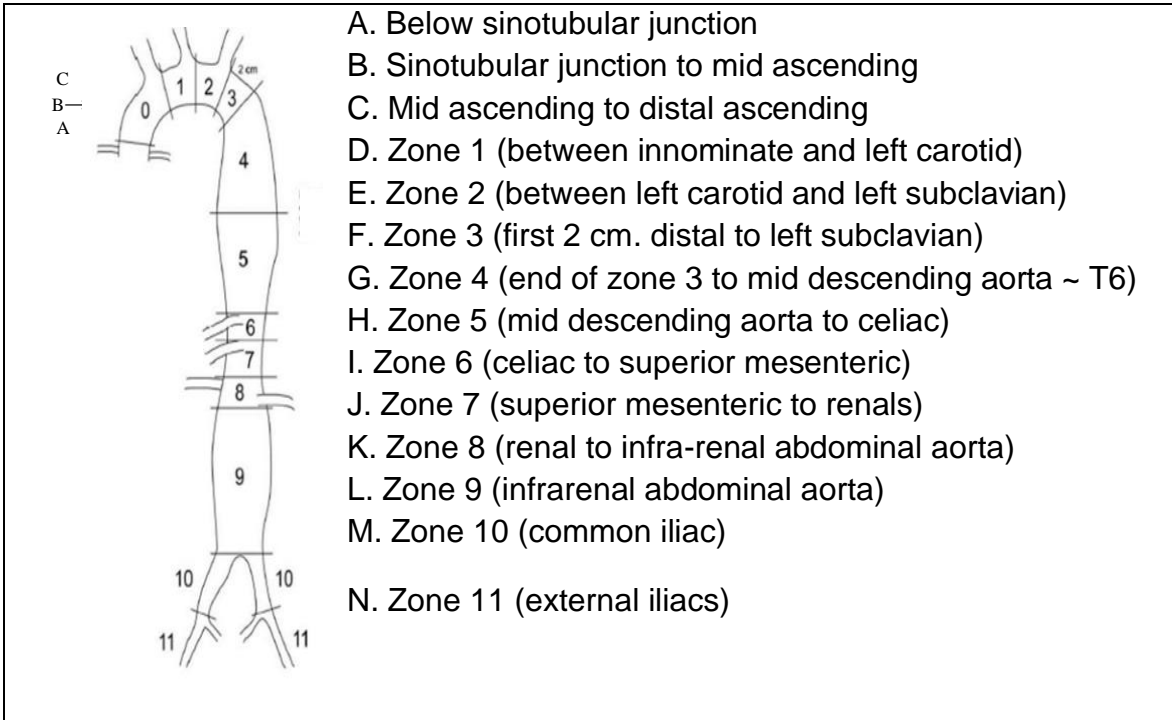 C
B—
A
0
1
2
2 cm
3
4
5
6
7
8
9
10
10
11
11
A. Below sinotubular junction
B. Sinotubular junction to mid ascending
C. Mid ascending to distal ascending
D. Zone 1 (between innominate and left carotid)
E. Zone 2 (between left carotid and left subclavian)
F. Zone 3 (first 2 cm. distal to left subclavian)
G. Zone 4 (end of zone 3 to mid descending aorta ~ T6)
H. Zone 5 (mid descending aorta to celiac)
I. Zone 6 (celiac to superior mesenteric)
J. Zone 7 (superior mesenteric to renals)
K. Zone 8 (renal to infra-renal abdominal aorta)
L. Zone 9 (infrarenal abdominal aorta)
M. Zone 10 (common iliac)
N. Zone 11 (external iliacs)